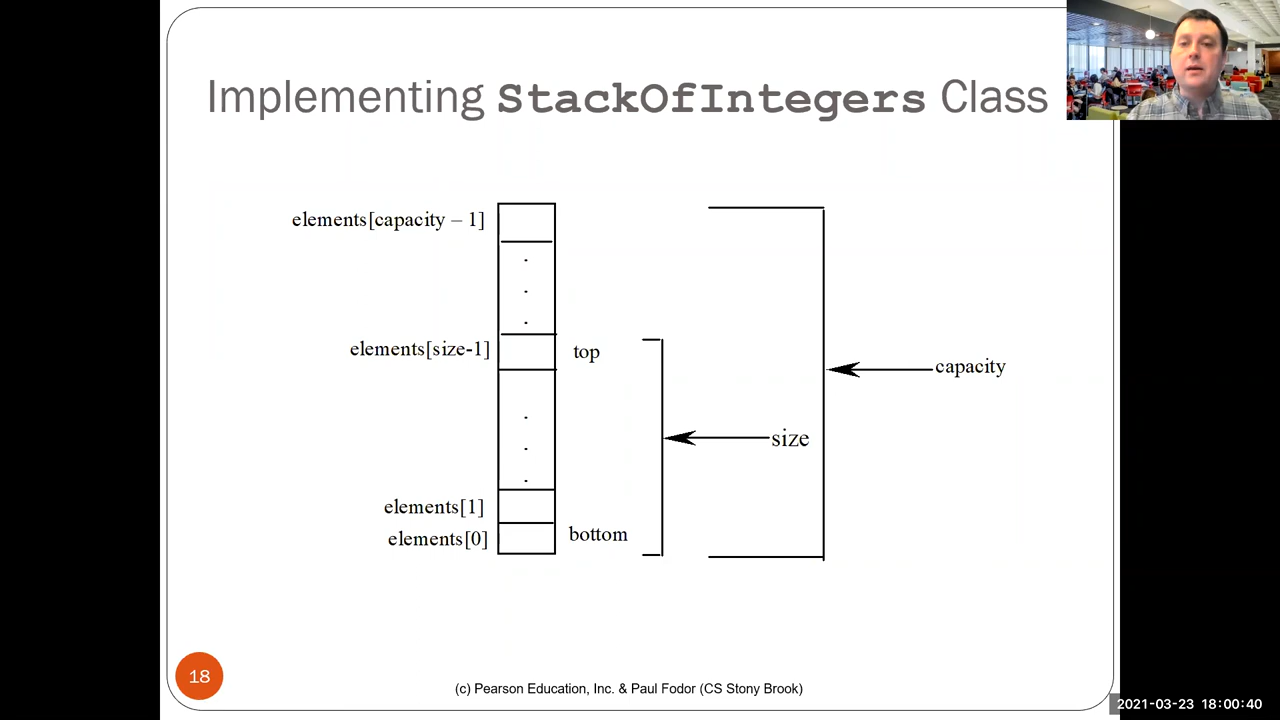 Implementing StackOfIntegers Class
elements[capacity – 1]
elements[size-1]
top
capacity
size
elements[1]
elements[0]
bottom
18
(c) Pearson Education, Inc. & Paul Fodor (CS Stony Brook)
2021-03-23 18:00:40